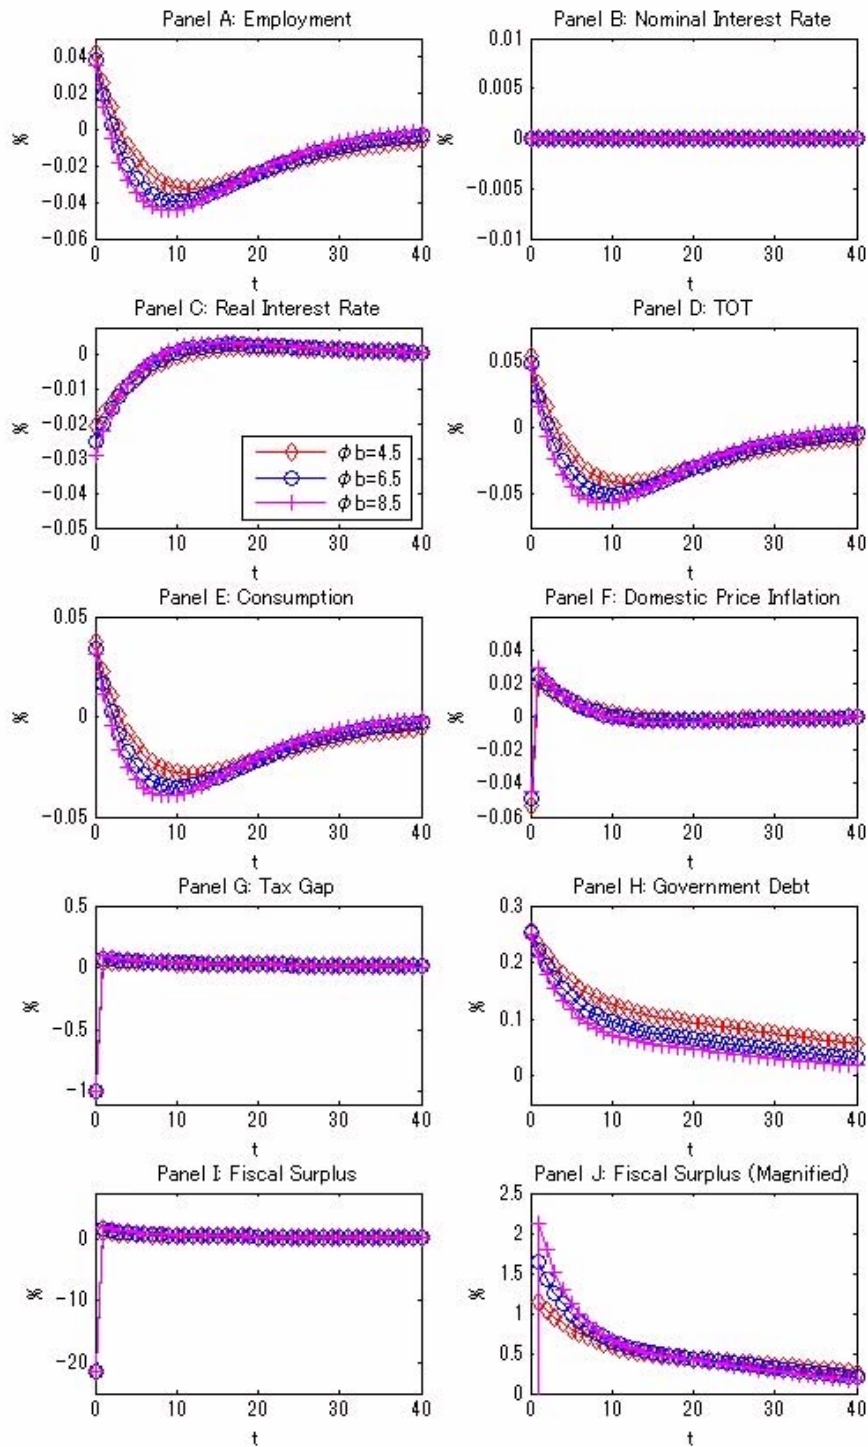 Panel A: Employment
0.04
0.02
0
-0.02
-0.04
-0.06
%
0 10 20 30 40
t
Panel B: Nominal Interest Rate
0.01
0.005
0
-0.005
-0.01
%
0 10 20 30 40
t
Panel C: Real Interest Rate
0
-0.01
-0.02
-0.03
-0.04
-0.05
%
φb=4.5
φb=6.5
φb=8.5
0 10 20 30 40
t
Panel D: TOT
0.05
0
-0.05
%
0 10 20 30 40
t
Panel E: Consumption
0.05
0
-0.05
%
0 10 20 30 40
t
Panel F: Domestic Price Inflation
0.04
0.02
0
-0.02
-0.04
-0.06
%
0 10 20 30 40
t
Panel G: Tax Gap
0.5
0
-0.5
-1
%
0 10 20 30 40
t
Panel H: Government Debt
0.3
0.2
0.1
0
%
0 10 20 30 40
t
Panel I: Fiscal Surplus
0
-10
-20
%
0 10 20 30 40
t
Panel J: Fiscal Surplus (Magnified)
2.5
2
1.5
1
0.5
0
%
0 10 20 30 40
t